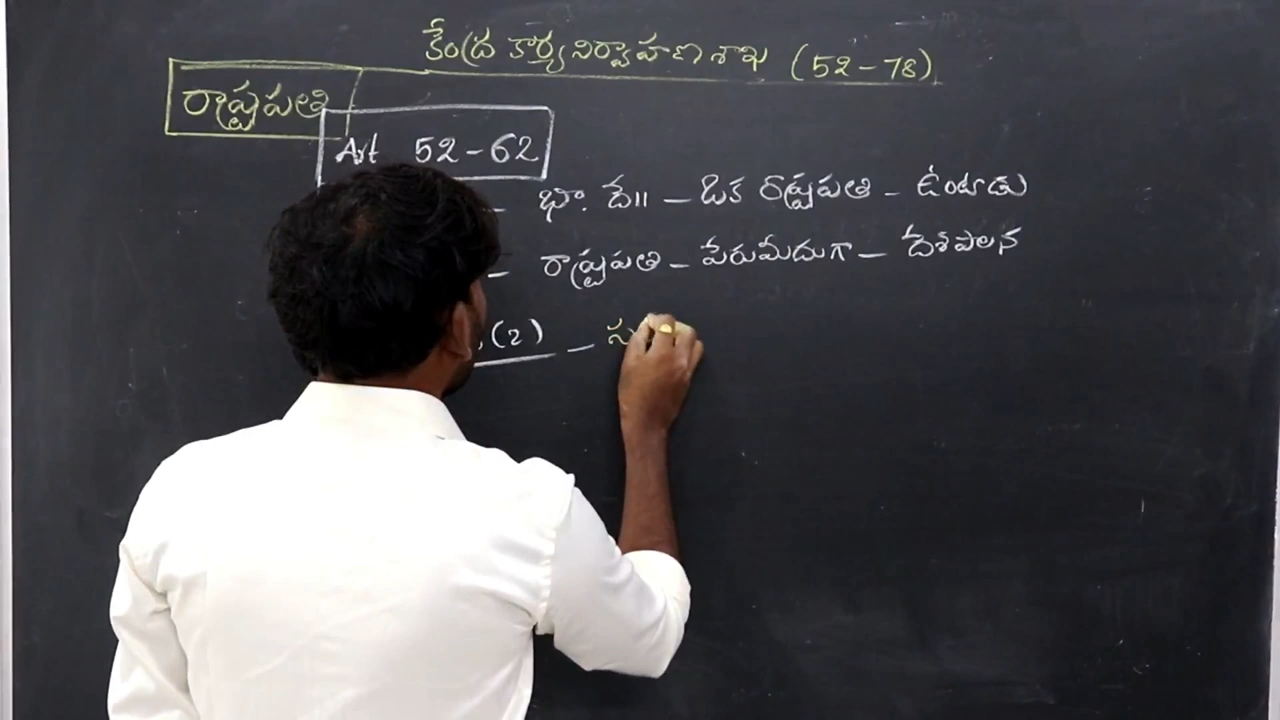 కేంద్ర కార్యనిర్వాహణ శాఖ (52-78)
రాష్ట్రపతి
Art 52-62
- భా. దే॥ - ఒక రాష్ట్రపతి - ఉంటాడు
- రాష్ట్రపతి - పేరుమీదుగా - దేశపాలన
(2) -